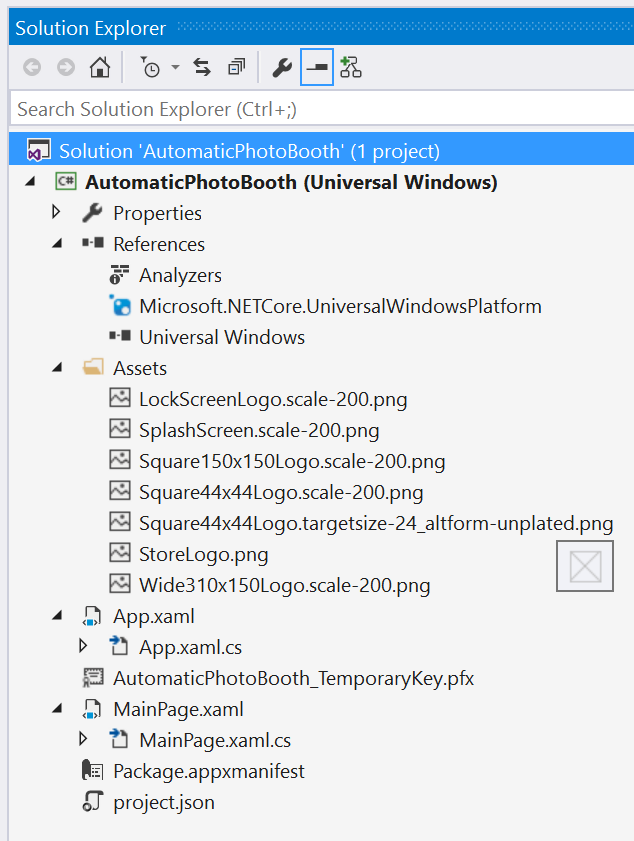 Solution Explorer
Search Solution Explorer (Ctrl+;)
Solution 'AutomaticPhotoBooth' (1 project)
C# AutomaticPhotoBooth (Universal Windows)
Properties
References
Analyzers
Microsoft.NETCore.UniversalWindowsPlatform
Universal Windows
Assets
LockScreenLogo.scale-200.png
SplashScreen.scale-200.png
Square150x150Logo.scale-200.png
Square44x44Logo.scale-200.png
Square44x44Logo.targetsize-24_altform-unplated.png
StoreLogo.png
Wide310x150Logo.scale-200.png
App.xaml
App.xaml.cs
AutomaticPhotoBooth_TemporaryKey.pfx
MainPage.xaml
MainPage.xaml.cs
Package.appxmanifest
project.json